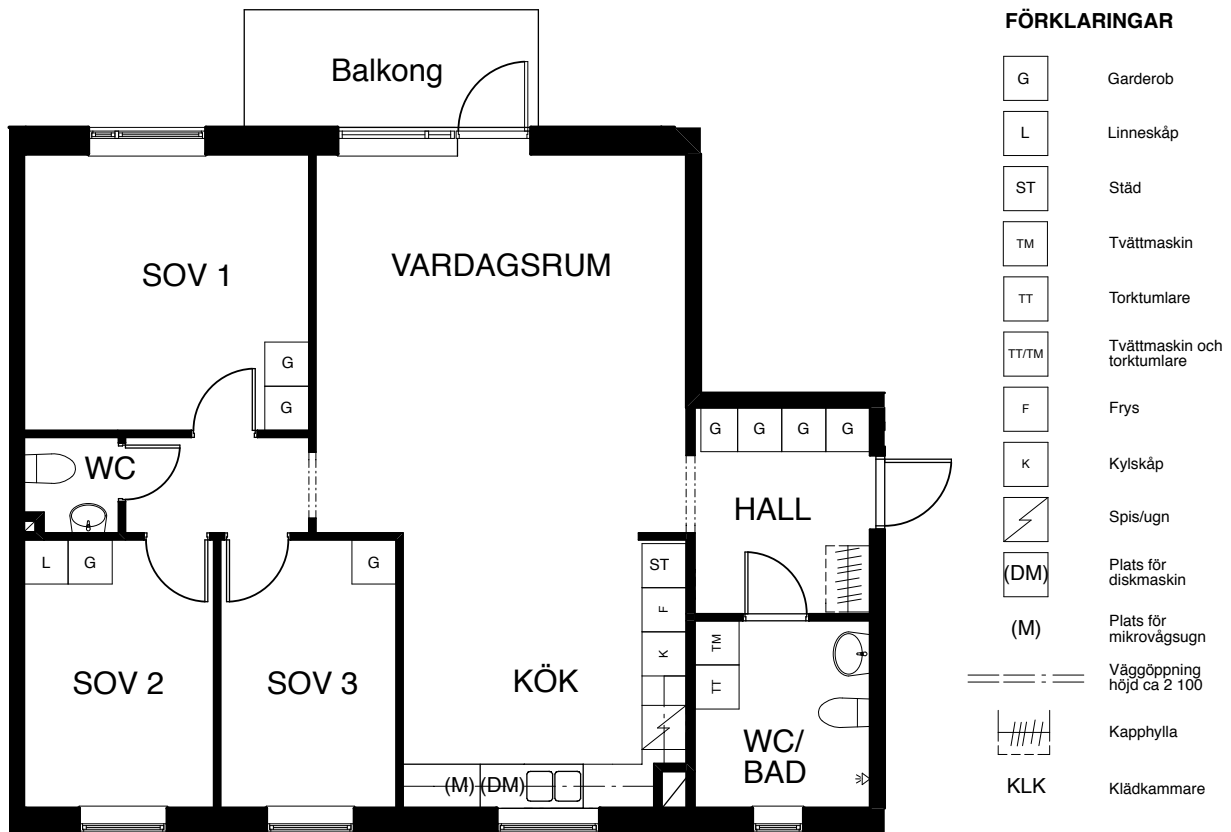 FÖRKLARINGAR
Balkong
G Garderob
L Linneskåp
ST Städ
TM Tvättmaskin
TT Torktumlare
TT/TM Tvättmaskin och
torktumlare
F Frys
K Kylskåp
Spis/ugn
(DM) Plats för
diskmaskin
(M) Plats för
mikrovågsugn
Väggöppning
höjd ca 2 100
Kapphylla
KLK Klädkammare
SOV 1
VARDAGSRUM
G
G
G G G G
WC
HALL
L G
G
ST
F
K
TM
TT
SOV 2
SOV 3
KÖK
WC/
BAD
(M) (DM)